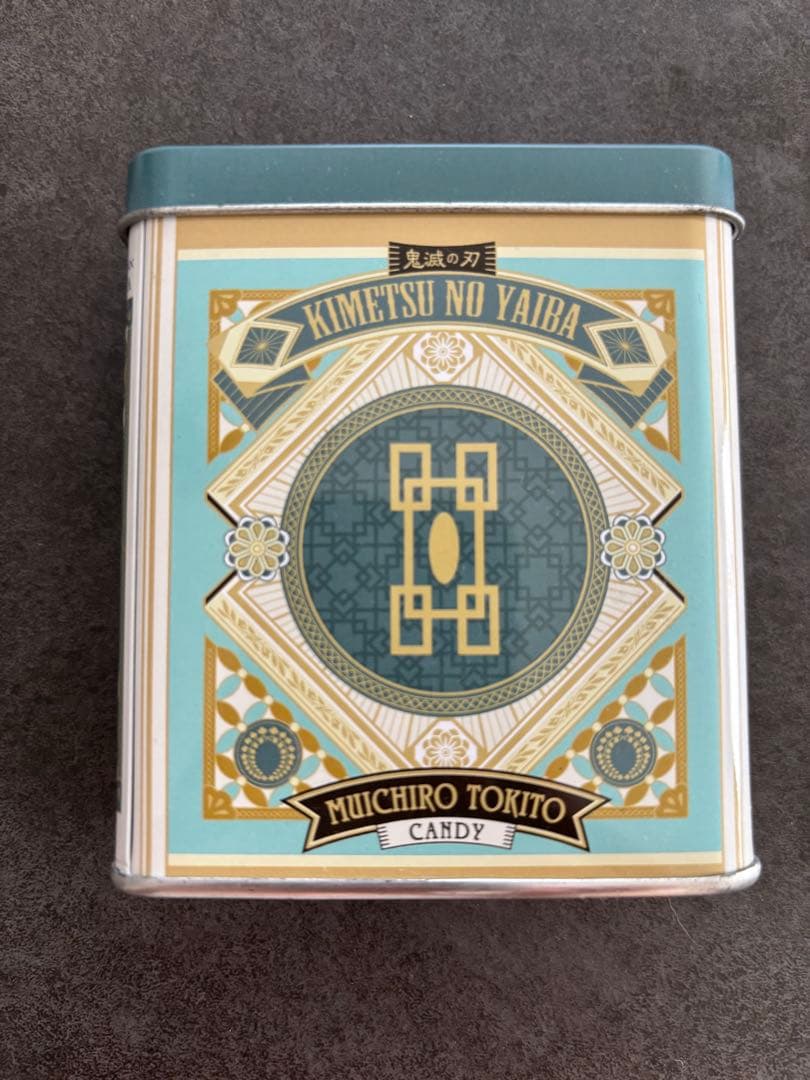 鬼滅の刃
KIMETSU NO YAIBA
MUICHIRO TOKITO
CANDY